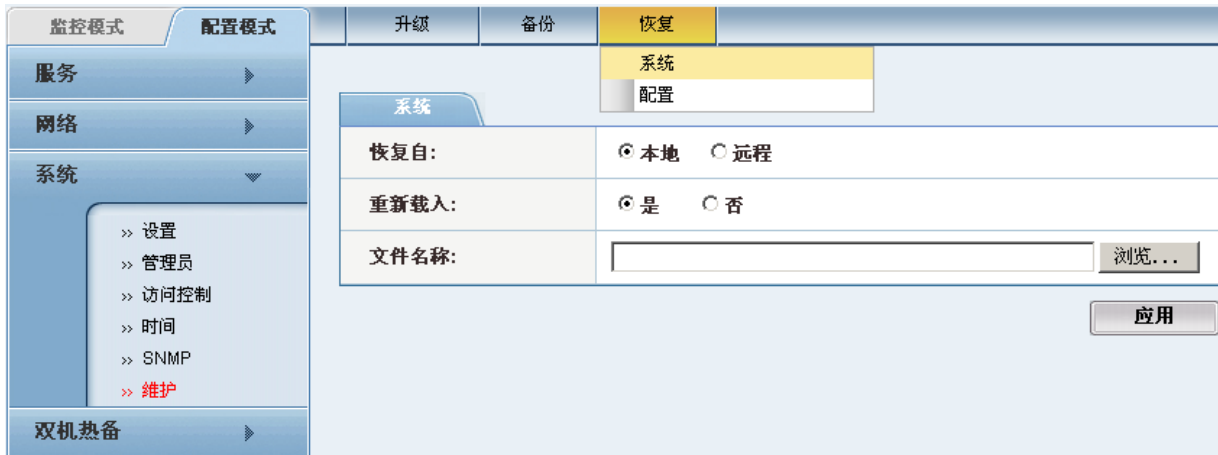 监控模式 配置模式 升级 备份 恢复
服务
系统
配置
网络
系统
恢复自: 本地 远程
系统
重新载入: 是 否
设置
文件名称: 浏览...
管理员
访问控制
应用
时间
SNMP
维护
双机热备